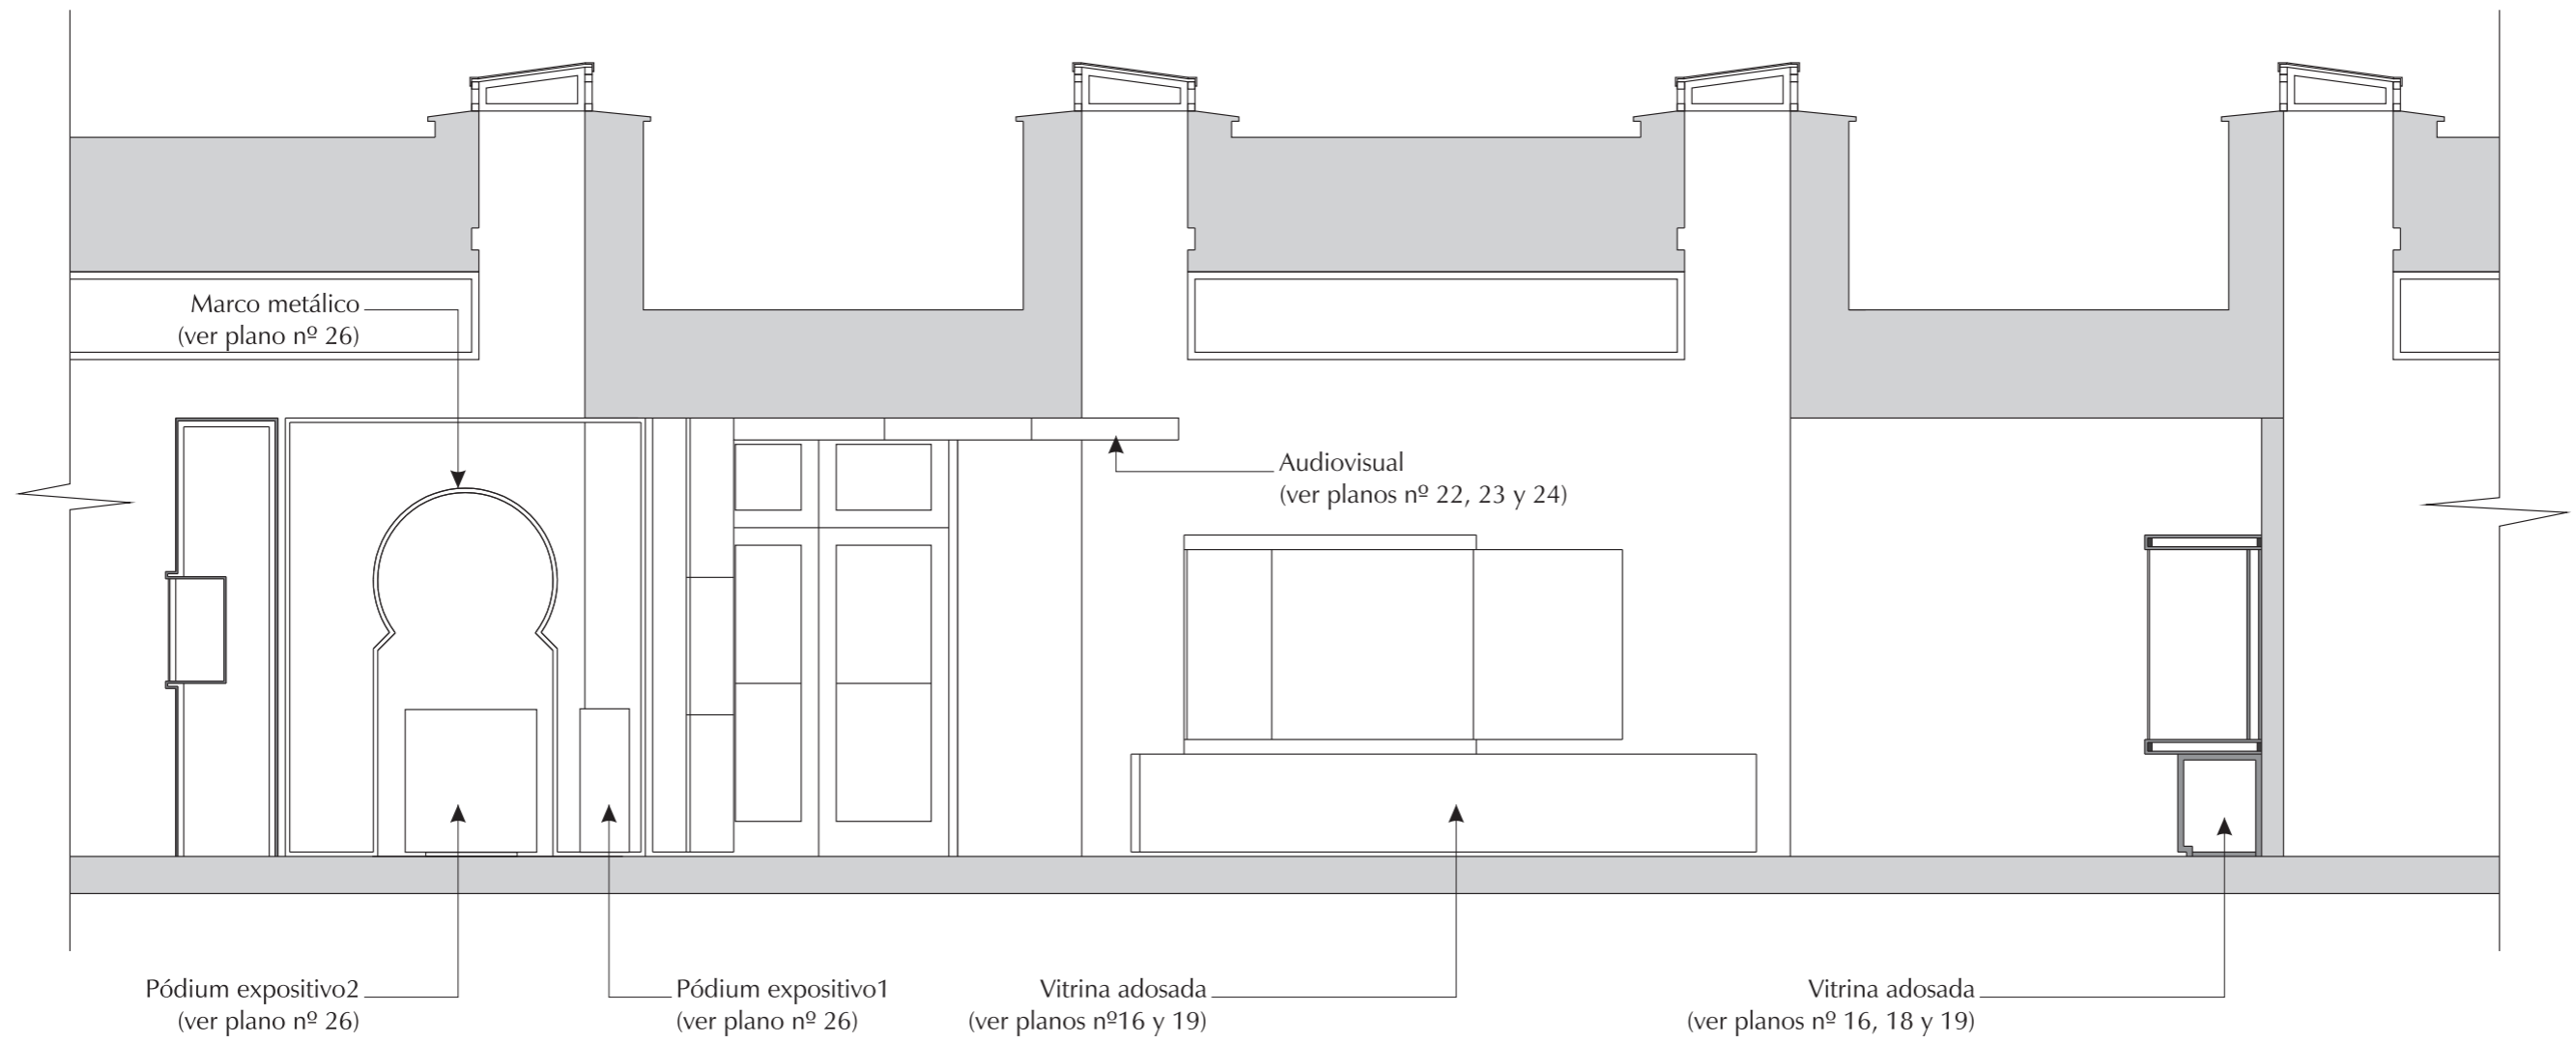 Marco metálico
(ver plano nº 26)
Audiovisual
(ver planos nº 22, 23 y 24)
Pódium expositivo2
(ver plano nº 26)
Pódium expositivo1
(ver plano nº 26)
Vitrina adosada
(ver planos nº16 y 19)
Vitrina adosada
(ver planos nº 16, 18 y 19)